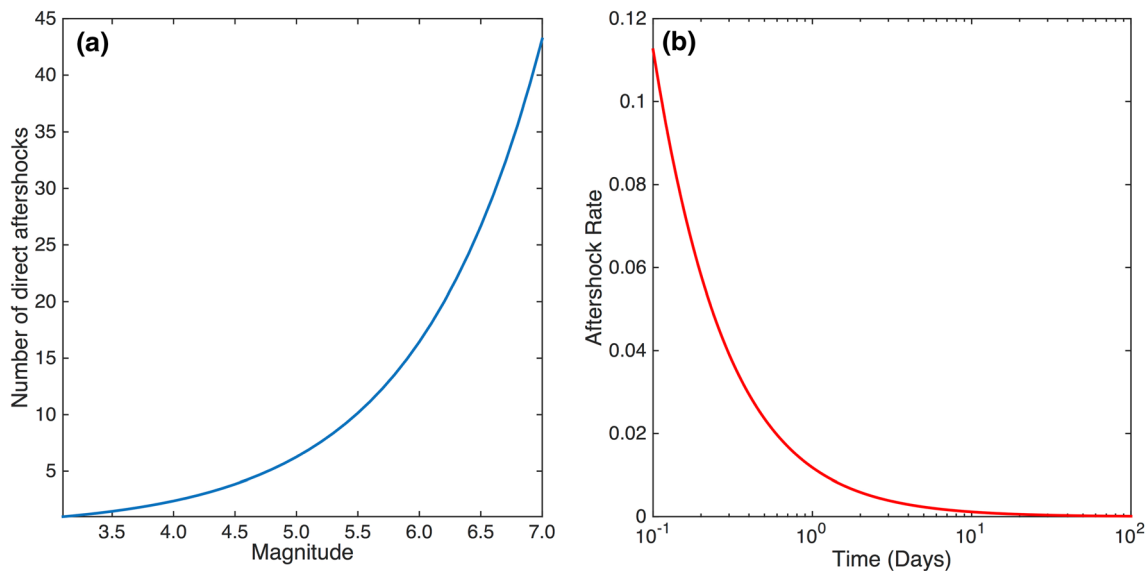 (a)
45
40
35
30
25
20
15
10
5
3.5 4.0 4.5 5.0 5.5 6.0 6.5 7.0
Magnitude
Number of direct aftershocks
(b)
0.12
0.1
0.08
0.06
0.04
0.02
0
10-1 100 101 102
Time (Days)
Aftershock Rate